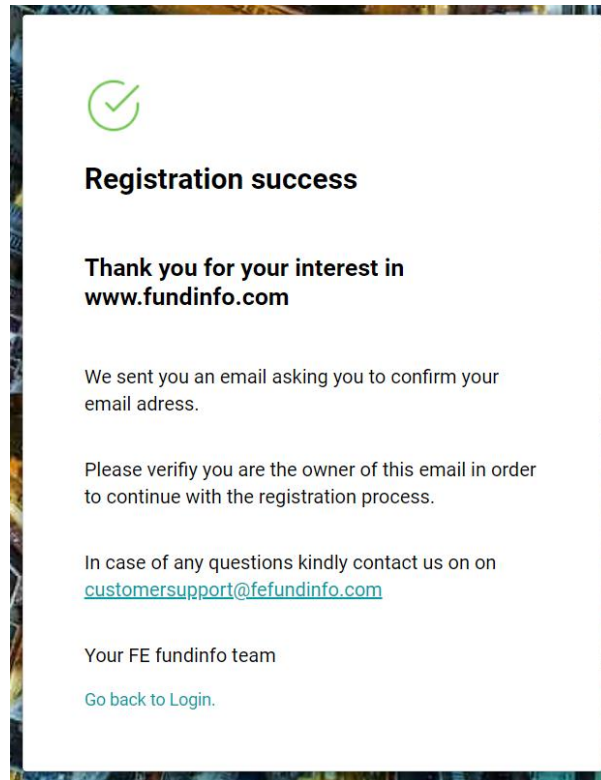 Registration success
Thank you for your interest in
www.fundinfo.com
We sent you an email asking you to confirm your
email adress.
Please verifiy you are the owner of this email in order
to continue with the registration process.
In case of any questions kindly contact us on on
customersupport@fefundinfo.com
Your FE fundinfo team
Go back to Login.